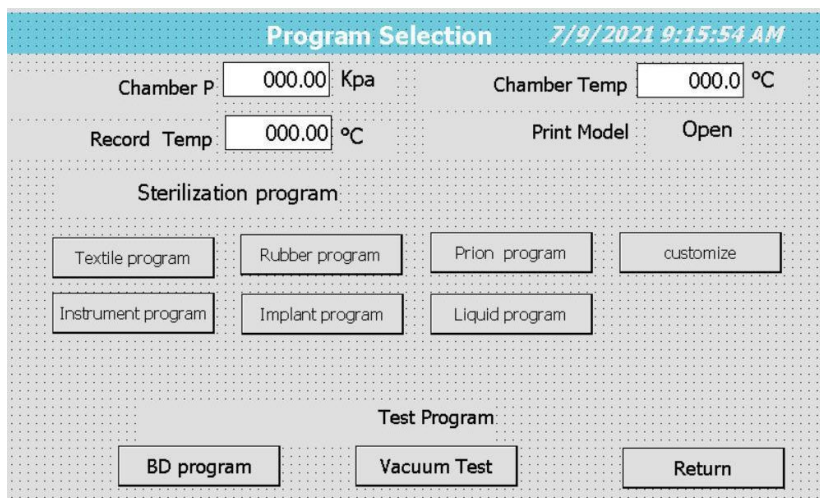 Program Selection 7/9/2021 9:15:54 AM
Chamber P 000.00 Kpa Chamber Temp 000.0 °C
Record Temp 000.00 °C Print Model Open
Sterilization program
Textile program Rubber program Prion program customize
Instrument program Implant program Liquid program
Test Program
BD program Vacuum Test Return